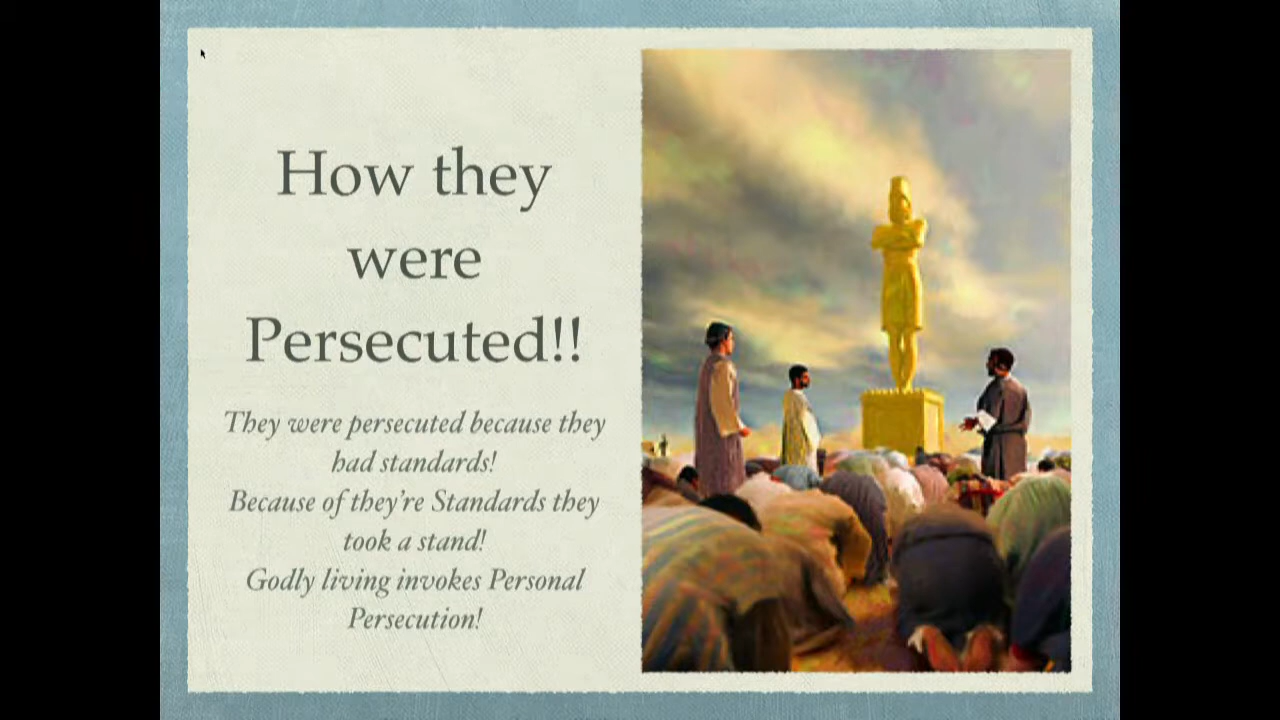 How they
were
Persecuted!!
They were persecuted because they
had standards!
Because of they're Standards they
took a stand!
Godly living invokes Personal
Persecution!